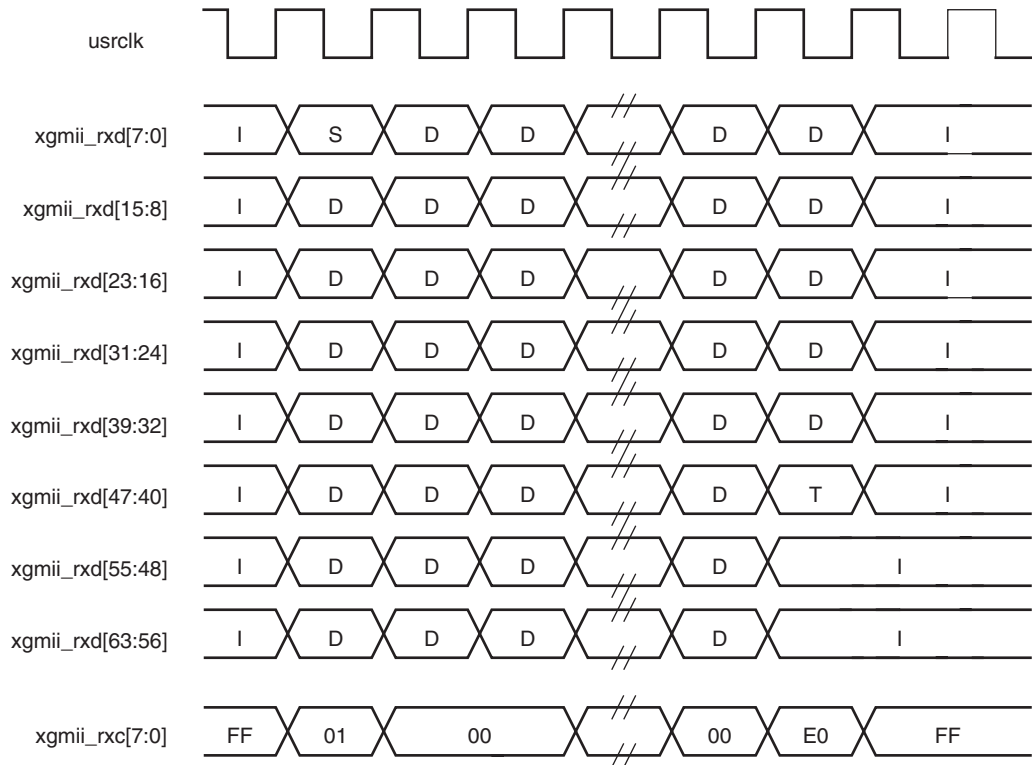 usrclk
xgmii_rxd[7:0] I S D D D D I
xgmii_rxd[15:8] I D D D D D I
xgmii_rxd[23:16] I D D D D D I
xgmii_rxd[31:24] I D D D D D I
xgmii_rxd[39:32] I D D D D D I
xgmii_rxd[47:40] I D D D D T I
xgmii_rxd[55:48] I D D D D I
xgmii_rxd[63:56] I D D D D I
xgmii_rxc[7:0] FF 01 00 00 E0 FF